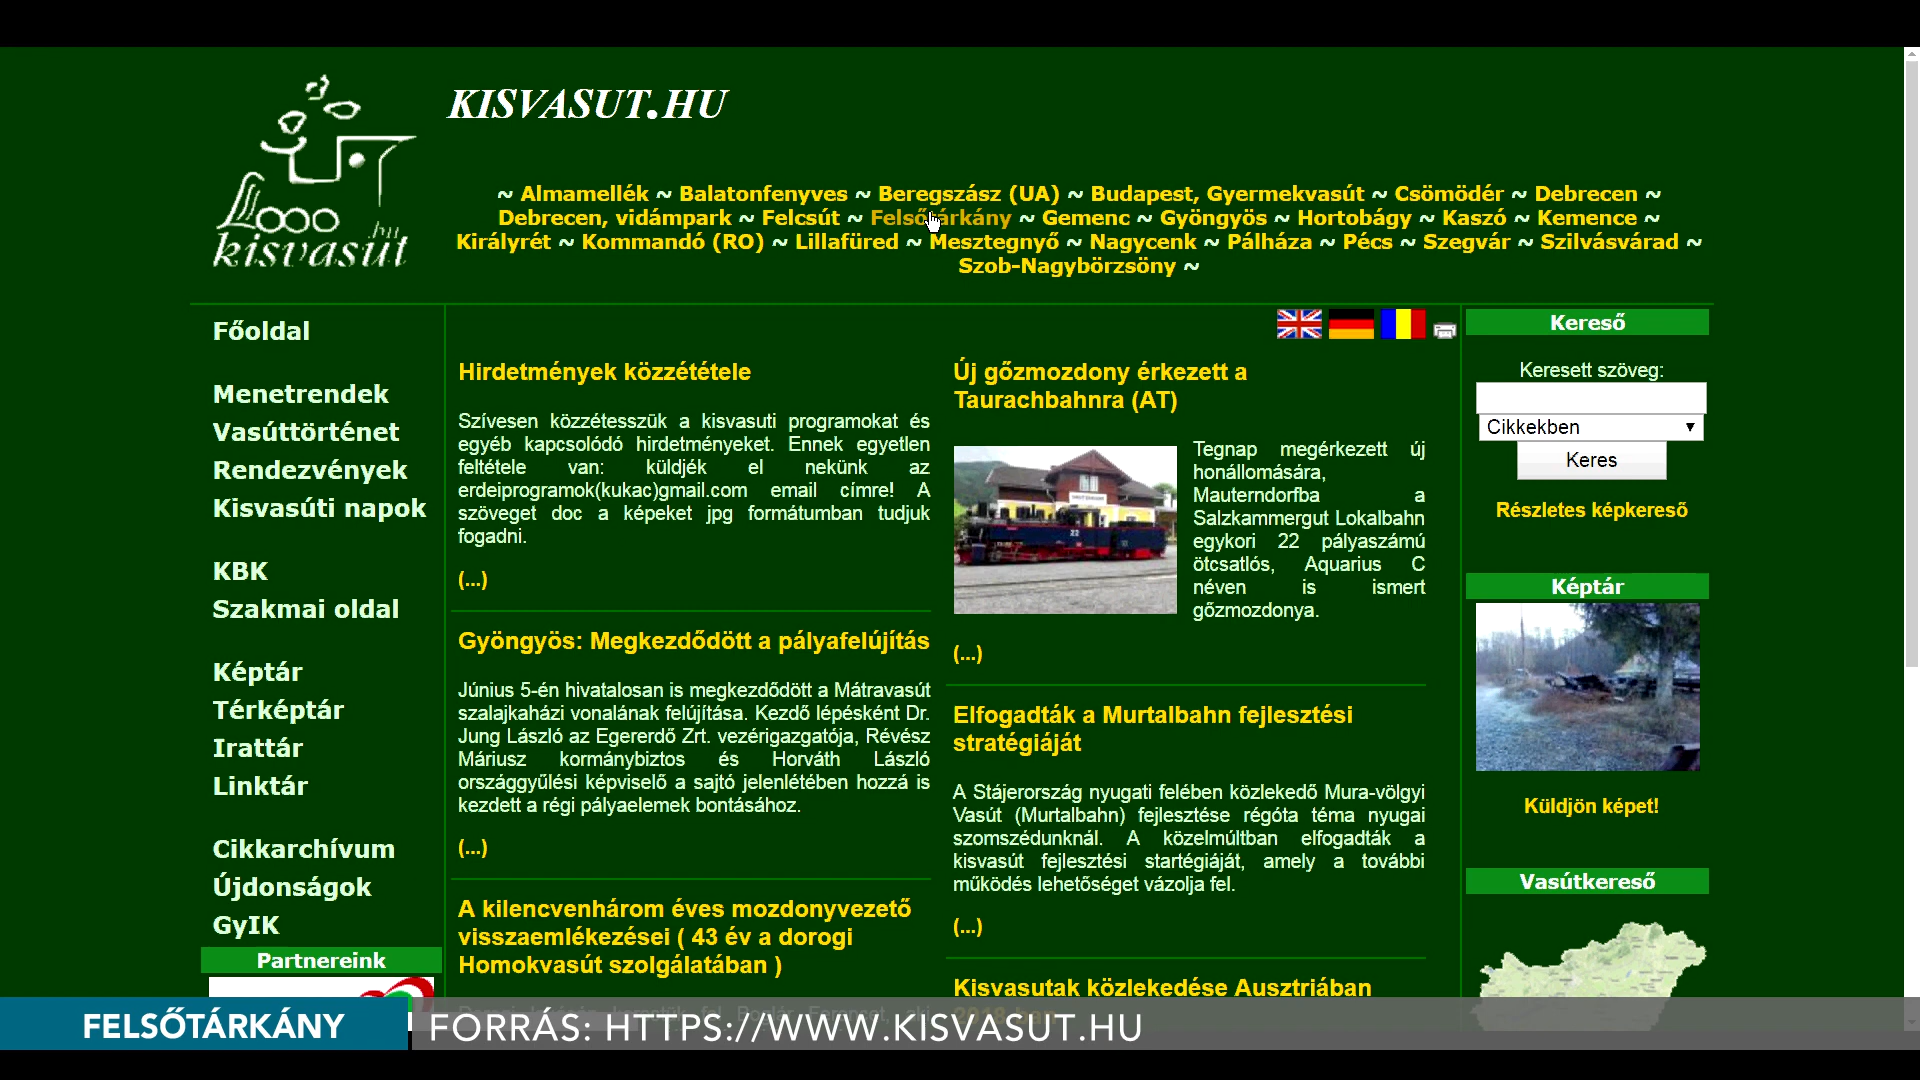 KISVASUT.HU
.hu
kisvasút
~ Almamellék ~ Balatonfenyves ~ Beregszász (UA) ~ Budapest, Gyermekvasút ~ Csömödér ~ Debrecen ~
Debrecen, vidámpark ~ Felcsút ~ Felsőtárkány ~ Gemenc ~ Gyöngyös ~ Hortobágy ~ Kaszó ~ Kemence ~
Királyrét ~ Kommandó (RO) ~ Lillafüred ~ Mesztegnyő ~ Nagycenk ~ Pálháza ~ Pécs ~ Szegvár ~ Szilvásvárad ~
Szob-Nagybörzsöny ~
Főoldal
Menetrendek
Vasúttörténet
Rendezvények
Kisvasúti napok
KBK
Szakmai oldal
Képtár
Térképtár
Irattár
Linktár
Cikkarchívum
Újdonságok
GyIK
Partnereink
Hirdetmények közzététele
Szívesen közzétesszük a kisvasuti programokat és
egyéb kapcsolódó hirdetményeket. Ennek egyetlen
feltétele van: küldjék el nekünk az
erdeiprogramok(kukac)gmail.com email címre! A
szöveget doc a képeket jpg formátumban tudjuk
fogadni.
(...)
Gyöngyös: Megkezdődött a pályafelújítás
Június 5-én hivatalosan is megkezdődött a Mátravasút
szalajkaházi vonalának felújítása. Kezdő lépésként Dr.
Jung László az Egererdő Zrt. vezérigazgatója, Révész
Máriusz kormánybiztos és Horváth László
országgyűlési képviselő a sajtó jelenlétében hozzá is
kezdett a régi pályaelemek bontásához.
(...)
A kilencvenhárom éves mozdonyvezető
visszaemlékezései ( 43 év a dorogi
Homokvasút szolgálatában )
Új gőzmozdony érkezett a
Taurachbahnra (AT)
22
Tegnap megérkezett új
honállomására,
Mauterndorfba a
Salzkammergut Lokalbahn
egykori 22 pályaszámú
ötcsatlós, Aquarius C
néven is ismert
gőzmozdonya.
(...)
Elfogadták a Murtalbahn fejlesztési
stratégiáját
A Stájerország nyugati felében közlekedő Mura-völgyi
Vasút (Murtalbahn) fejlesztése régóta téma nyugai
szomszédunknál. A közelmúltban elfogadták a
kisvasút fejlesztési startégiáját, amely a további
működés lehetőséget vázolja fel.
(...)
Kisvasutak közlekedése Ausztriában
Kereső
Keresett szöveg:
Cikkekben
Keres
Részletes képkereső
Képtár
Küldjön képet!
Vasútkereső
FELSŐTÁRKÁNY
FORRÁS: HTTPS://WWW.KISVASUT.HU